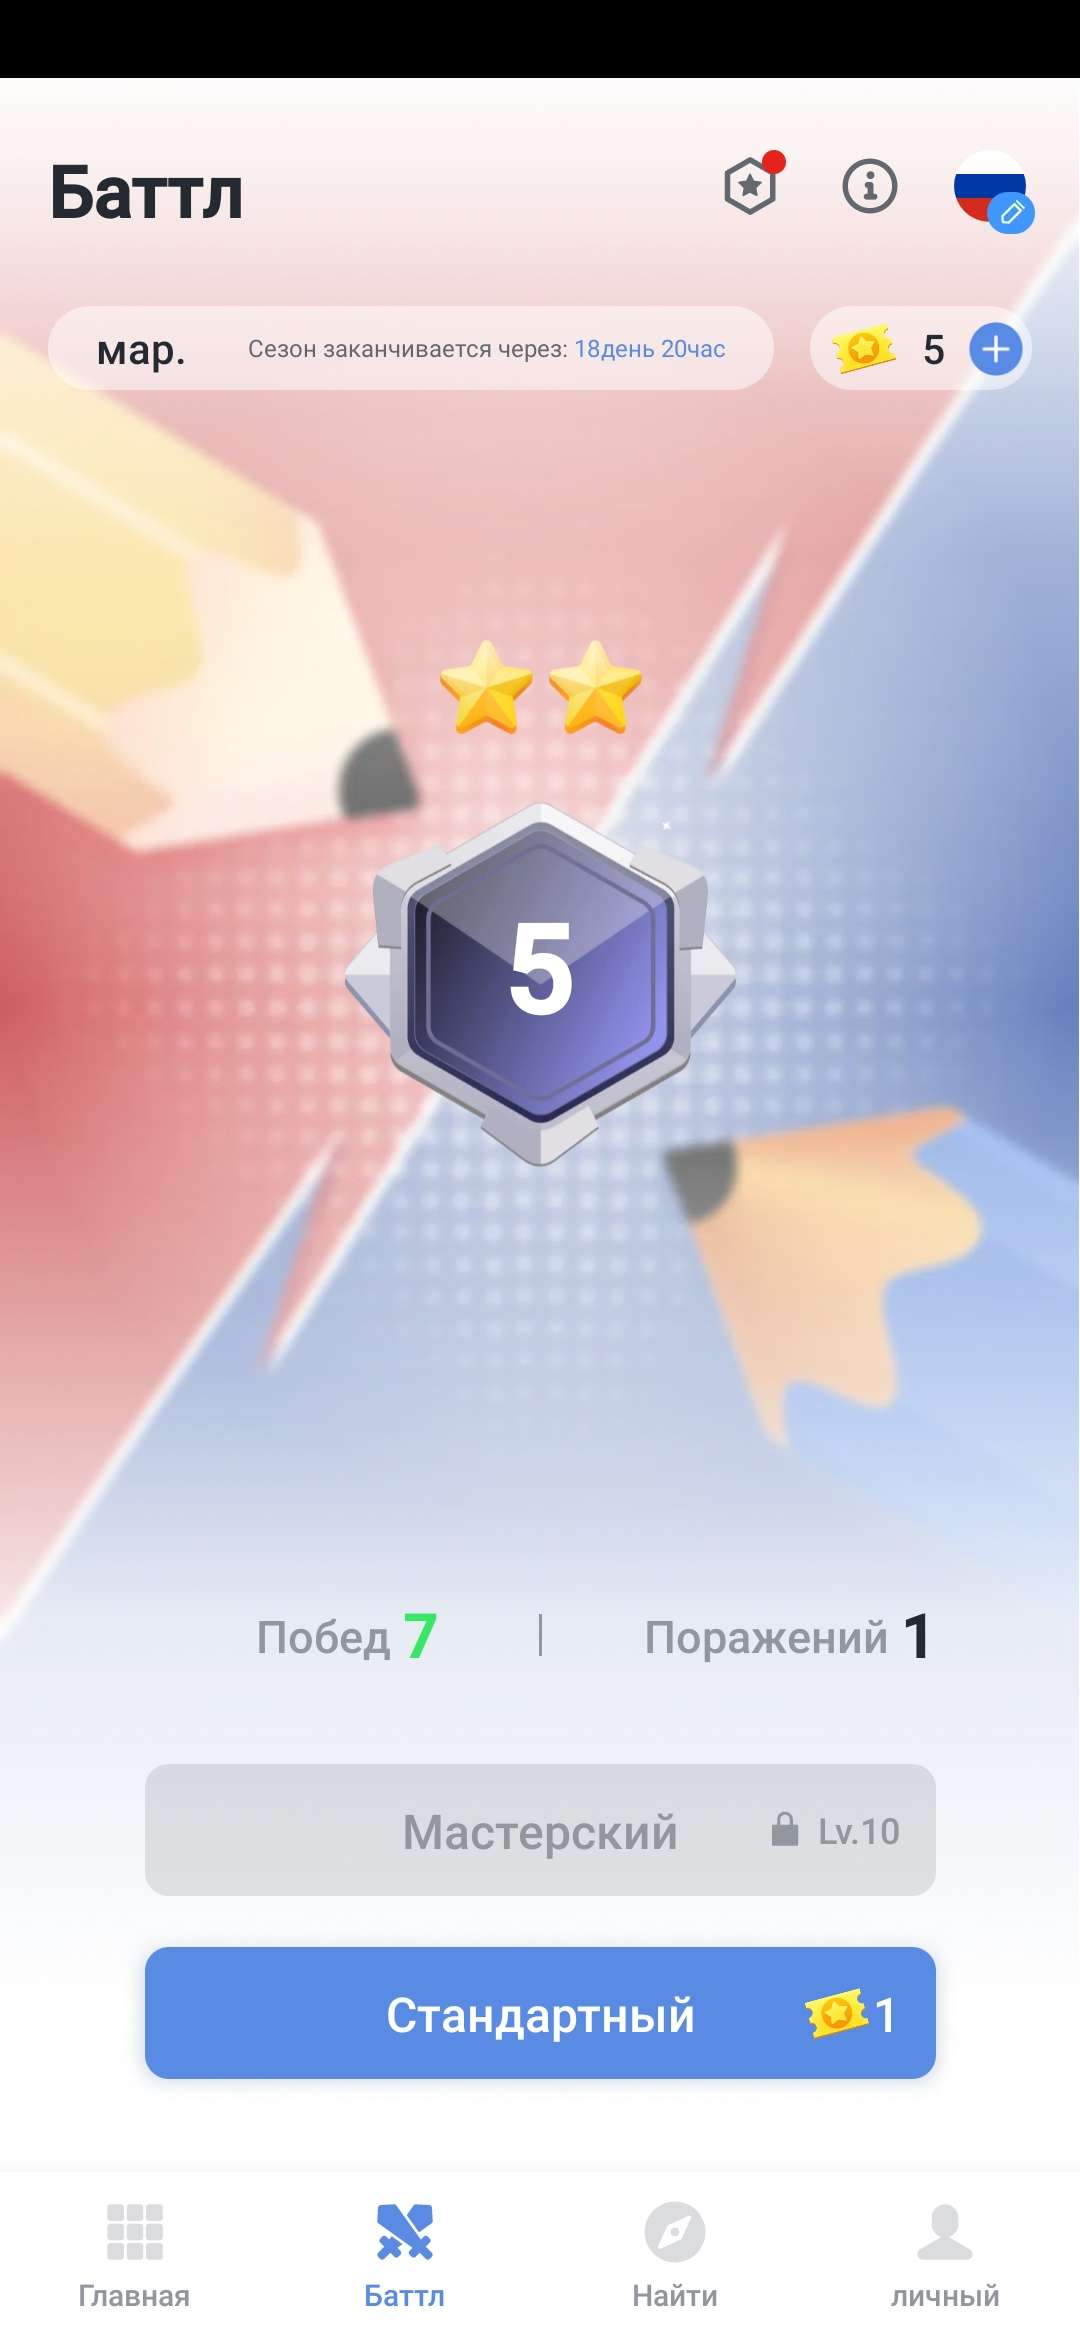 Баттл
мар.
Сезон заканчивается через: 18день 20час
5
5
Побед 7
Поражений 1
Мастерский
Lv.10
Стандартный
1
Главная
Баттл
Найти
личный